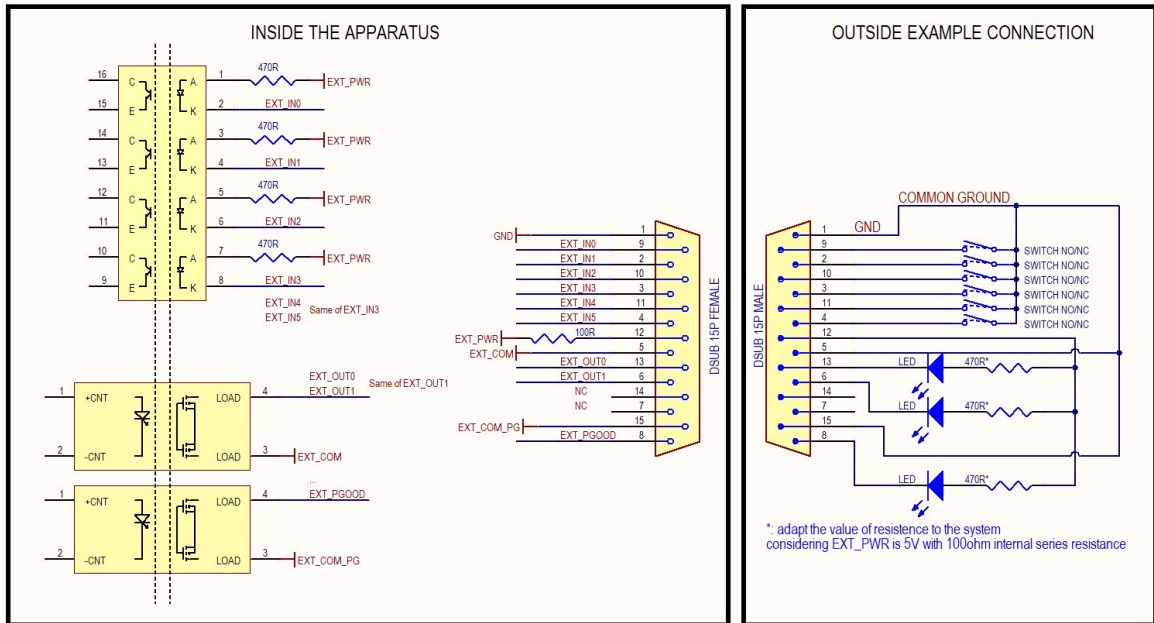 INSIDE THE APPARATUS
470R
16 C A 1 EXT_PWR
15 E K 2 EXT_IN0
470R
14 C A 3 EXT_PWR
13 E K 4 EXT_IN1
470R
12 C A 5 EXT_PWR
11 E K 6 EXT_IN2
470R
10 C A 7 EXT_PWR
9 E K 8 EXT_IN3
EXT_IN4
EXT_IN5
Same of EXT_IN3
1 +CNT LOAD 4
EXT_OUT0
EXT_OUT1
Same of EXT_OUT1
2 -CNT LOAD 3 EXT_COM
...
1 +CNT LOAD 4 EXT_PGOOD
2 -CNT LOAD 3 EXT_COM_PG
GND 1
EXT_IN0 9
EXT_IN1 2
EXT_IN2 10
EXT_IN3 3
EXT_IN4 11
EXT_IN5 4
EXT_PWR 100R 12
EXT_COM 5
EXT_OUT0 13
EXT_OUT1 6
NC 14
NC 7
EXT_COM_PG 15
EXT_PGOOD 8
DSUB 15P FEMALE
OUTSIDE EXAMPLE CONNECTION
COMMON GROUND
DSUB 15P MALE
1 GND
9 SWITCH NO/NC
2 SWITCH NO/NC
10 SWITCH NO/NC
3 SWITCH NO/NC
11 SWITCH NO/NC
4 SWITCH NO/NC
12
5
13 LED 470R*
6
14 LED 470R*
7
15
8
LED 470R*
*: adapt the value of resistence to the system
considering EXT_PWR is 5V with 100ohm internal series resistance